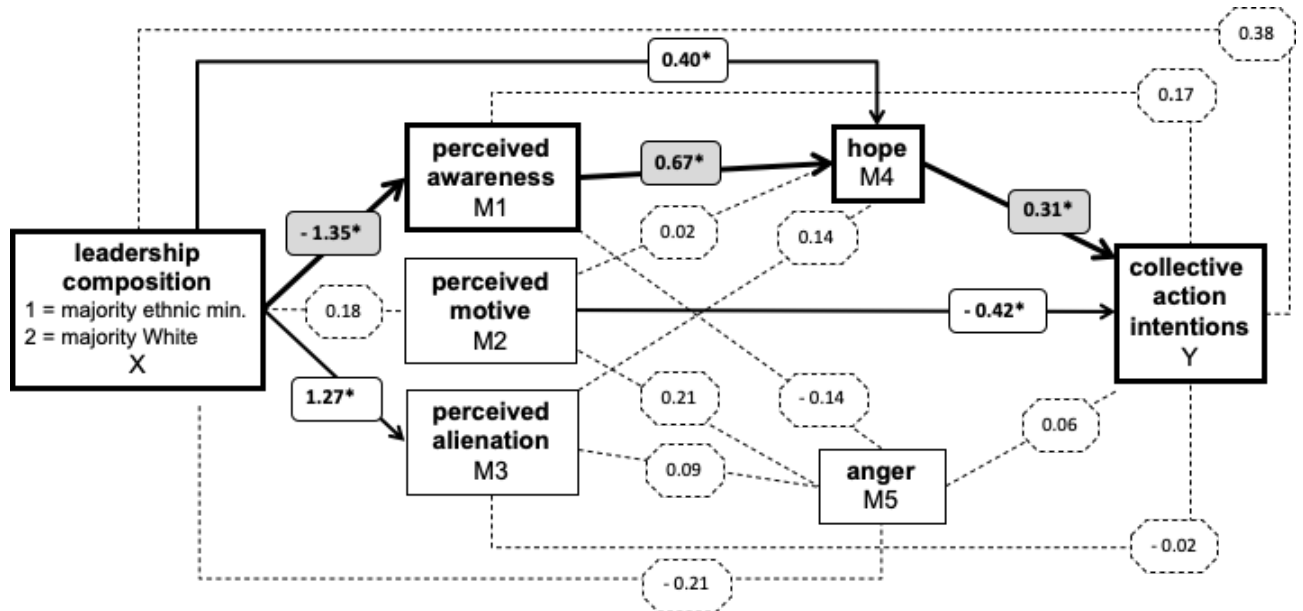 0.38
0.40*
0.17
perceived
awareness
M1
0.67*
hope
M4
- 1.35*
0.31*
0.02
0.14
leadership
composition
1 = majority ethnic min.
2 = majority White
X
0.18
perceived
motive
M2
- 0.42*
collective
action
intentions
Y
1.27*
perceived
alienation
M3
0.21
- 0.14
0.06
0.09
anger
M5
- 0.02
- 0.21